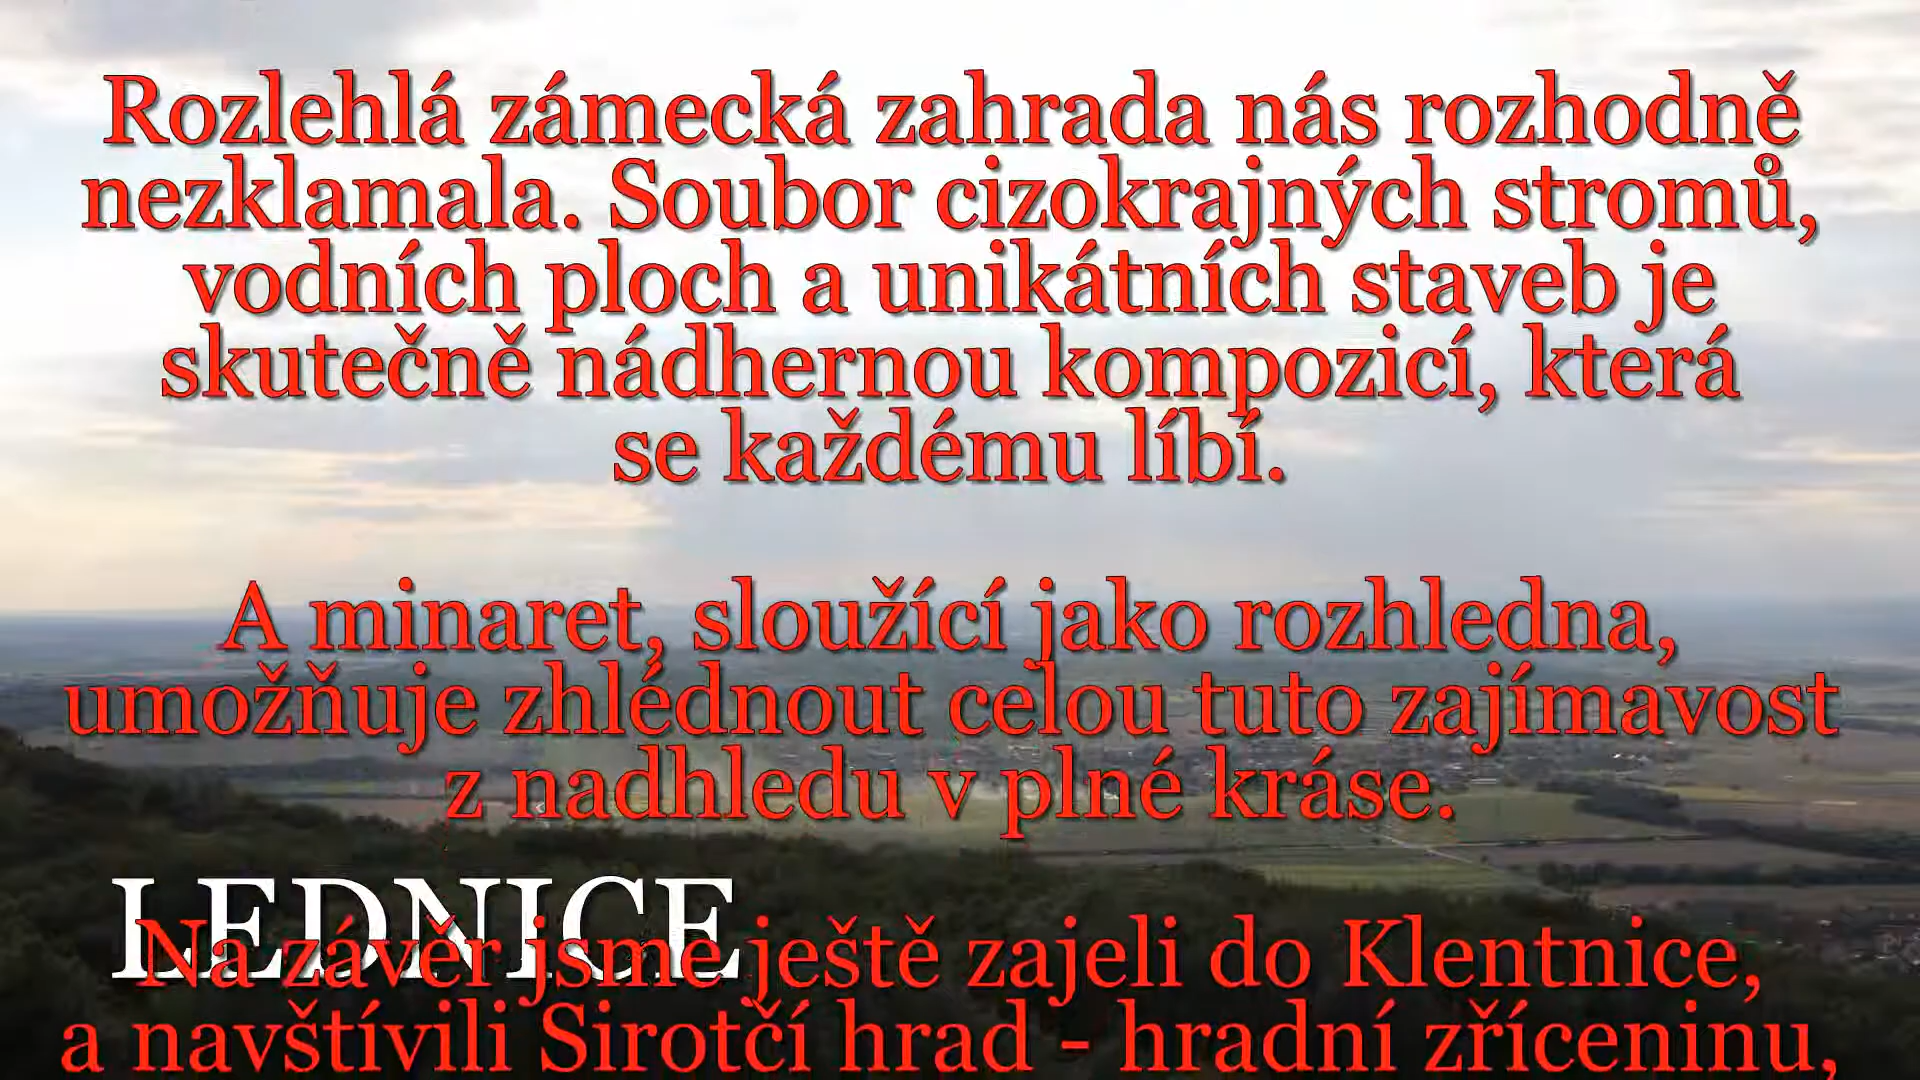 Rozlehlá zámecká zahrada nás rozhodně
nezklamala. Soubor cizokrajných stromů,
vodních ploch a unikátních staveb je
skutečně nádhernou kompozicí, která
se každému líbí.
A minaret, sloužící jako rozhledna,
umožňuje zhlédnout celou tuto zajímavost
z nadhledu v plné kráse.
LEDNICE
Na závěr jsme ještě zajeli do Klentnice,
a navštívili Sirotčí hrad - hradní zříceninu,